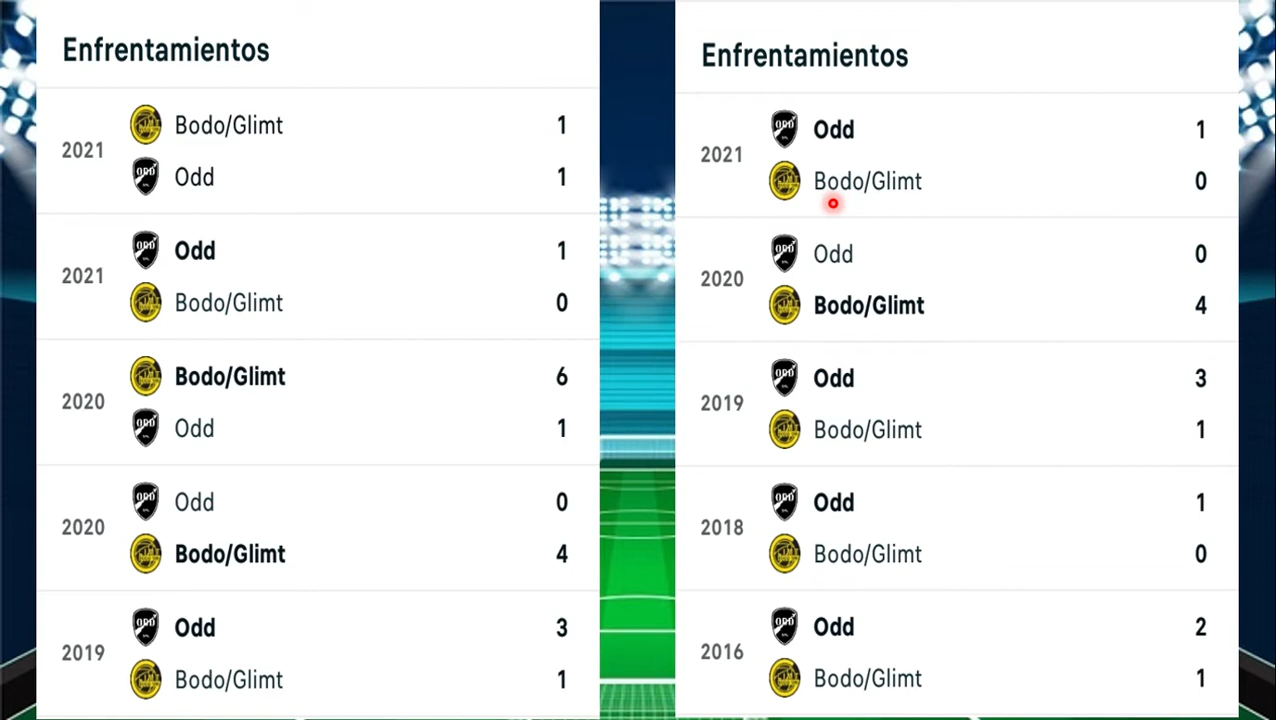 Enfrentamientos
2021
Bodo/Glimt 1
Odd 1
2021
Odd 1
Bodo/Glimt 0
2020
Bodo/Glimt 6
Odd 1
2020
Odd 0
Bodo/Glimt 4
2019
Odd 3
Bodo/Glimt 1
Enfrentamientos
2021
Odd 1
Bodo/Glimt 0
2020
Odd 0
Bodo/Glimt 4
2019
Odd 3
Bodo/Glimt 1
2018
Odd 1
Bodo/Glimt 0
2016
Odd 2
Bodo/Glimt 1